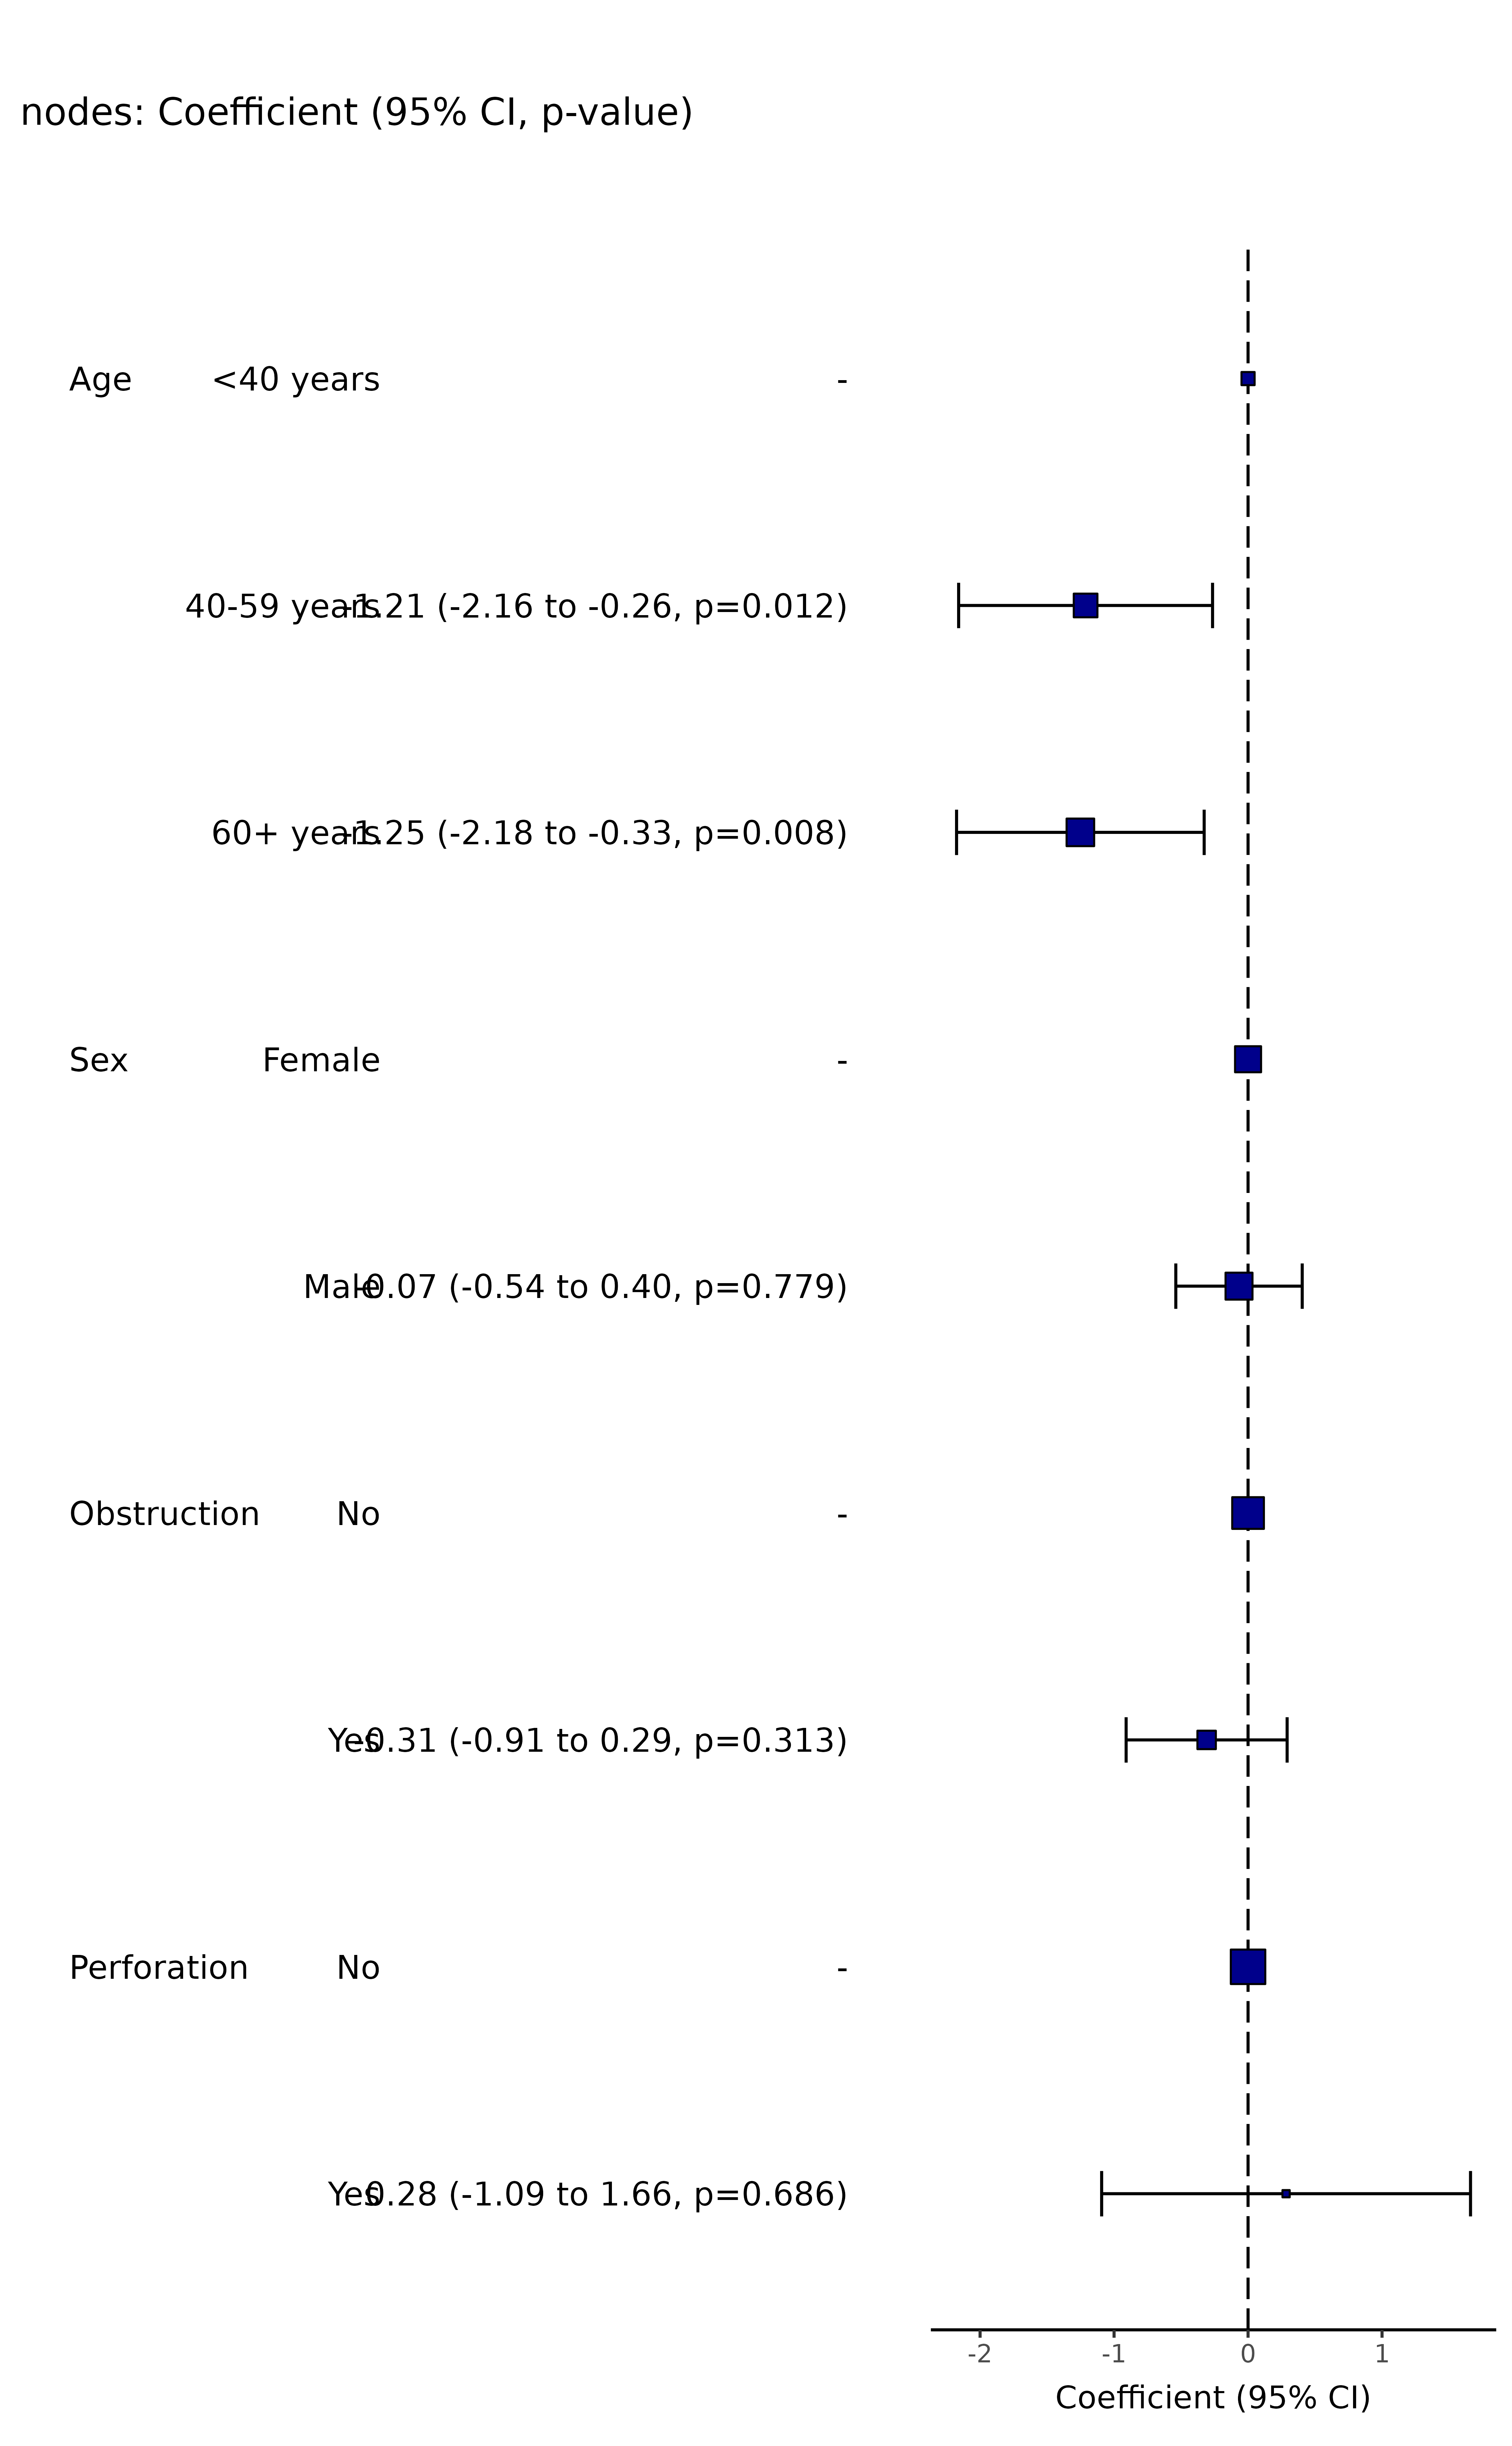 nodes: Coefficient (95% CI, p-value)
Age <40 years -
40-59 years -1.21 (-2.16 to -0.26, p=0.012)
60+ years -1.25 (-2.18 to -0.33, p=0.008)
Sex Female -
Male -0.07 (-0.54 to 0.40, p=0.779)
Obstruction No -
Yes -0.31 (-0.91 to 0.29, p=0.313)
Perforation No -
Yes 0.28 (-1.09 to 1.66, p=0.686)
-2 -1 0 1
Coefficient (95% CI)